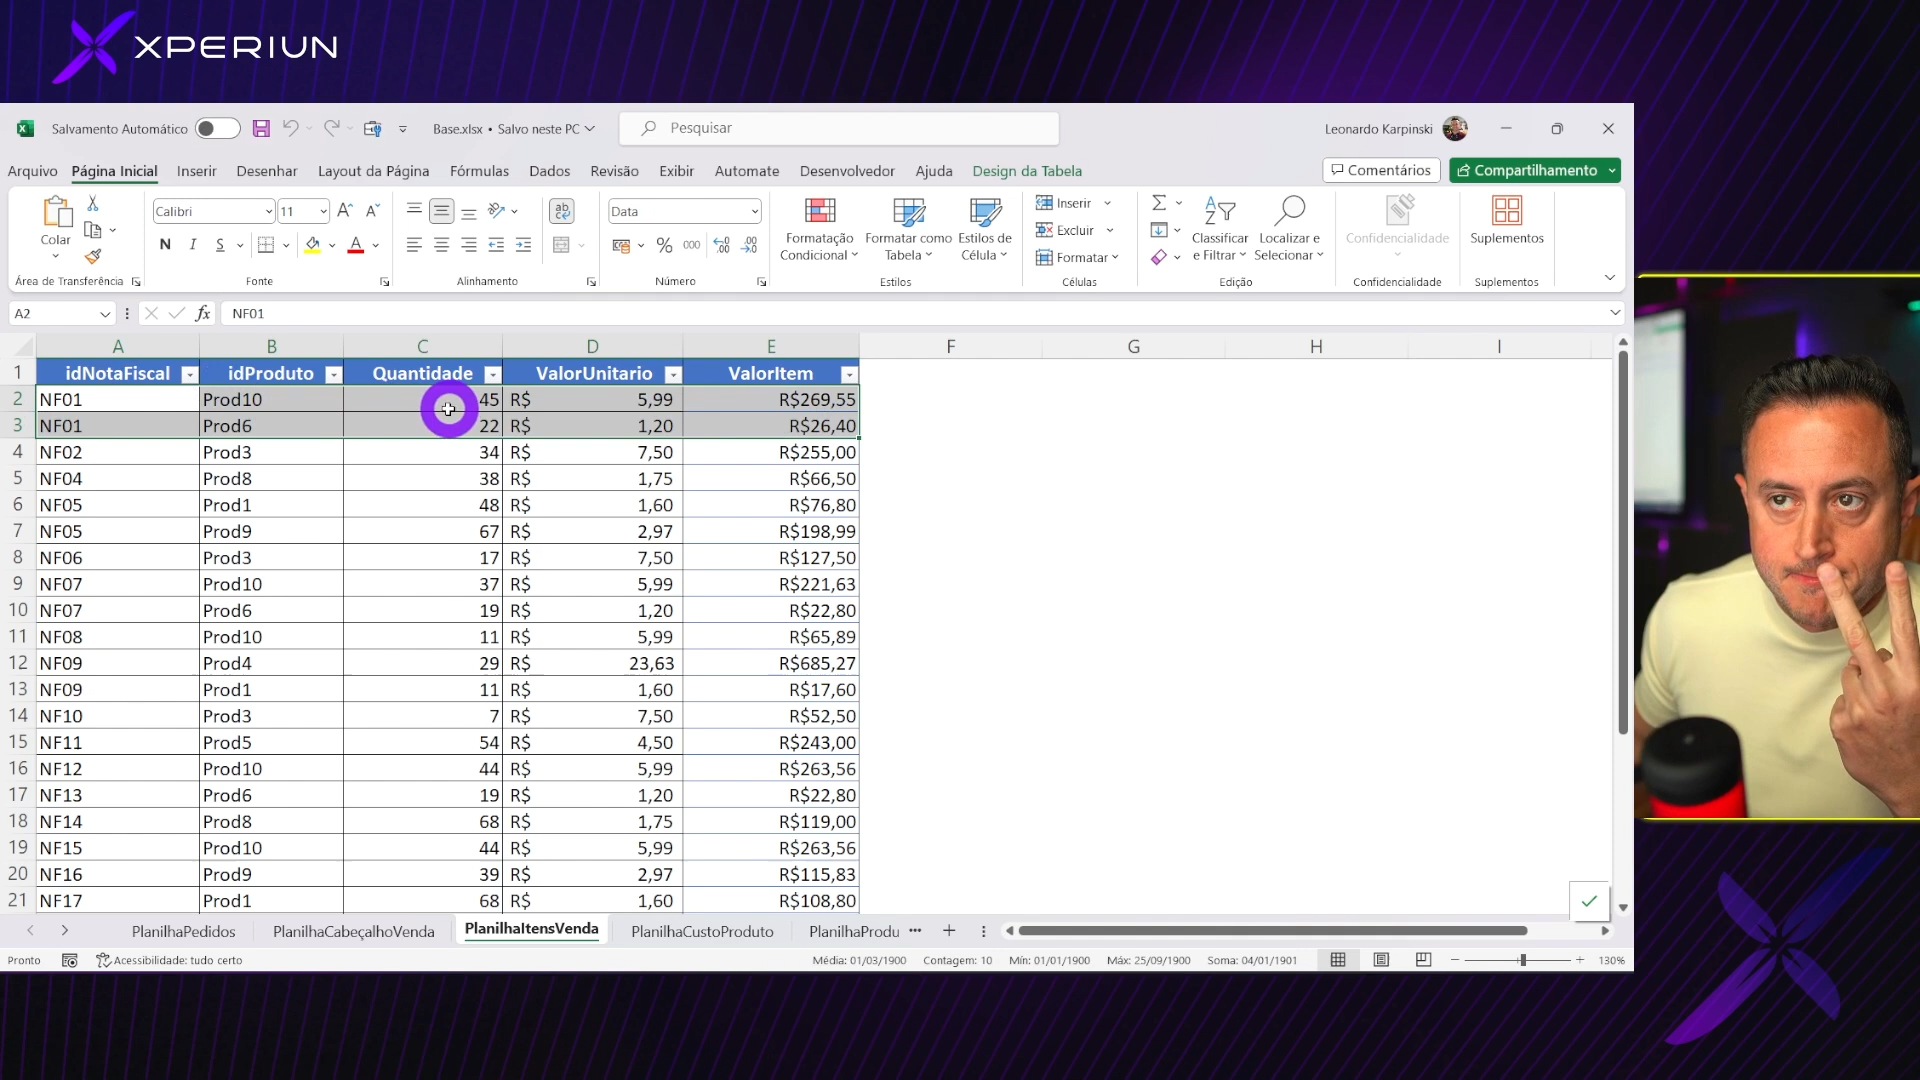 XPERIUN
Salvamento Automático
Base.xlsx • Salvo neste PC
Pesquisar
Leonardo Karpinski
Arquivo Página Inicial Inserir Desenhar Layout da Página Fórmulas Dados Revisão Exibir Automate Desenvolvedor Ajuda Design da Tabela Comentários Compartilhamento
Colar
Calibri 11
N I S
Data
% 000
Formatação Condicional
Formatar como Tabela
Estilos de Célula
Inserir
Excluir
Formatar
Classificar e Filtrar
Localizar e Selecionar
Confidencialidade
Suplementos
Área de Transferência Fonte Alinhamento Número Estilos Células Edição Confidencialidade Suplementos
A2 fx NF01
A B C D E F G H I
1 idNotaFiscal idProduto Quantidade ValorUnitario ValorItem
2 NF01 Prod10 45 R$ 5,99 R$269,55
3 NF01 Prod6 22 R$ 1,20 R$26,40
4 NF02 Prod3 34 R$ 7,50 R$255,00
5 NF04 Prod8 38 R$ 1,75 R$66,50
6 NF05 Prod1 48 R$ 1,60 R$76,80
7 NF05 Prod9 67 R$ 2,97 R$198,99
8 NF06 Prod3 17 R$ 7,50 R$127,50
9 NF07 Prod10 37 R$ 5,99 R$221,63
10 NF07 Prod6 19 R$ 1,20 R$22,80
11 NF08 Prod10 11 R$ 5,99 R$65,89
12 NF09 Prod4 29 R$ 23,63 R$685,27
13 NF09 Prod1 11 R$ 1,60 R$17,60
14 NF10 Prod3 7 R$ 7,50 R$52,50
15 NF11 Prod5 54 R$ 4,50 R$243,00
16 NF12 Prod10 44 R$ 5,99 R$263,56
17 NF13 Prod6 19 R$ 1,20 R$22,80
18 NF14 Prod8 68 R$ 1,75 R$119,00
19 NF15 Prod10 44 R$ 5,99 R$263,56
20 NF16 Prod9 39 R$ 2,97 R$115,83
21 NF17 Prod1 68 R$ 1,60 R$108,80
PlanilhaPedidos PlanilhaCabeçalhoVenda PlanilhaItensVenda PlanilhaCustoProduto PlanilhaProdu
Pronto Acessibilidade: tudo certo Média: 01/03/1900 Contagem: 10 Mín: 01/01/1900 Máx: 25/09/1900 Soma: 04/01/1901 130%